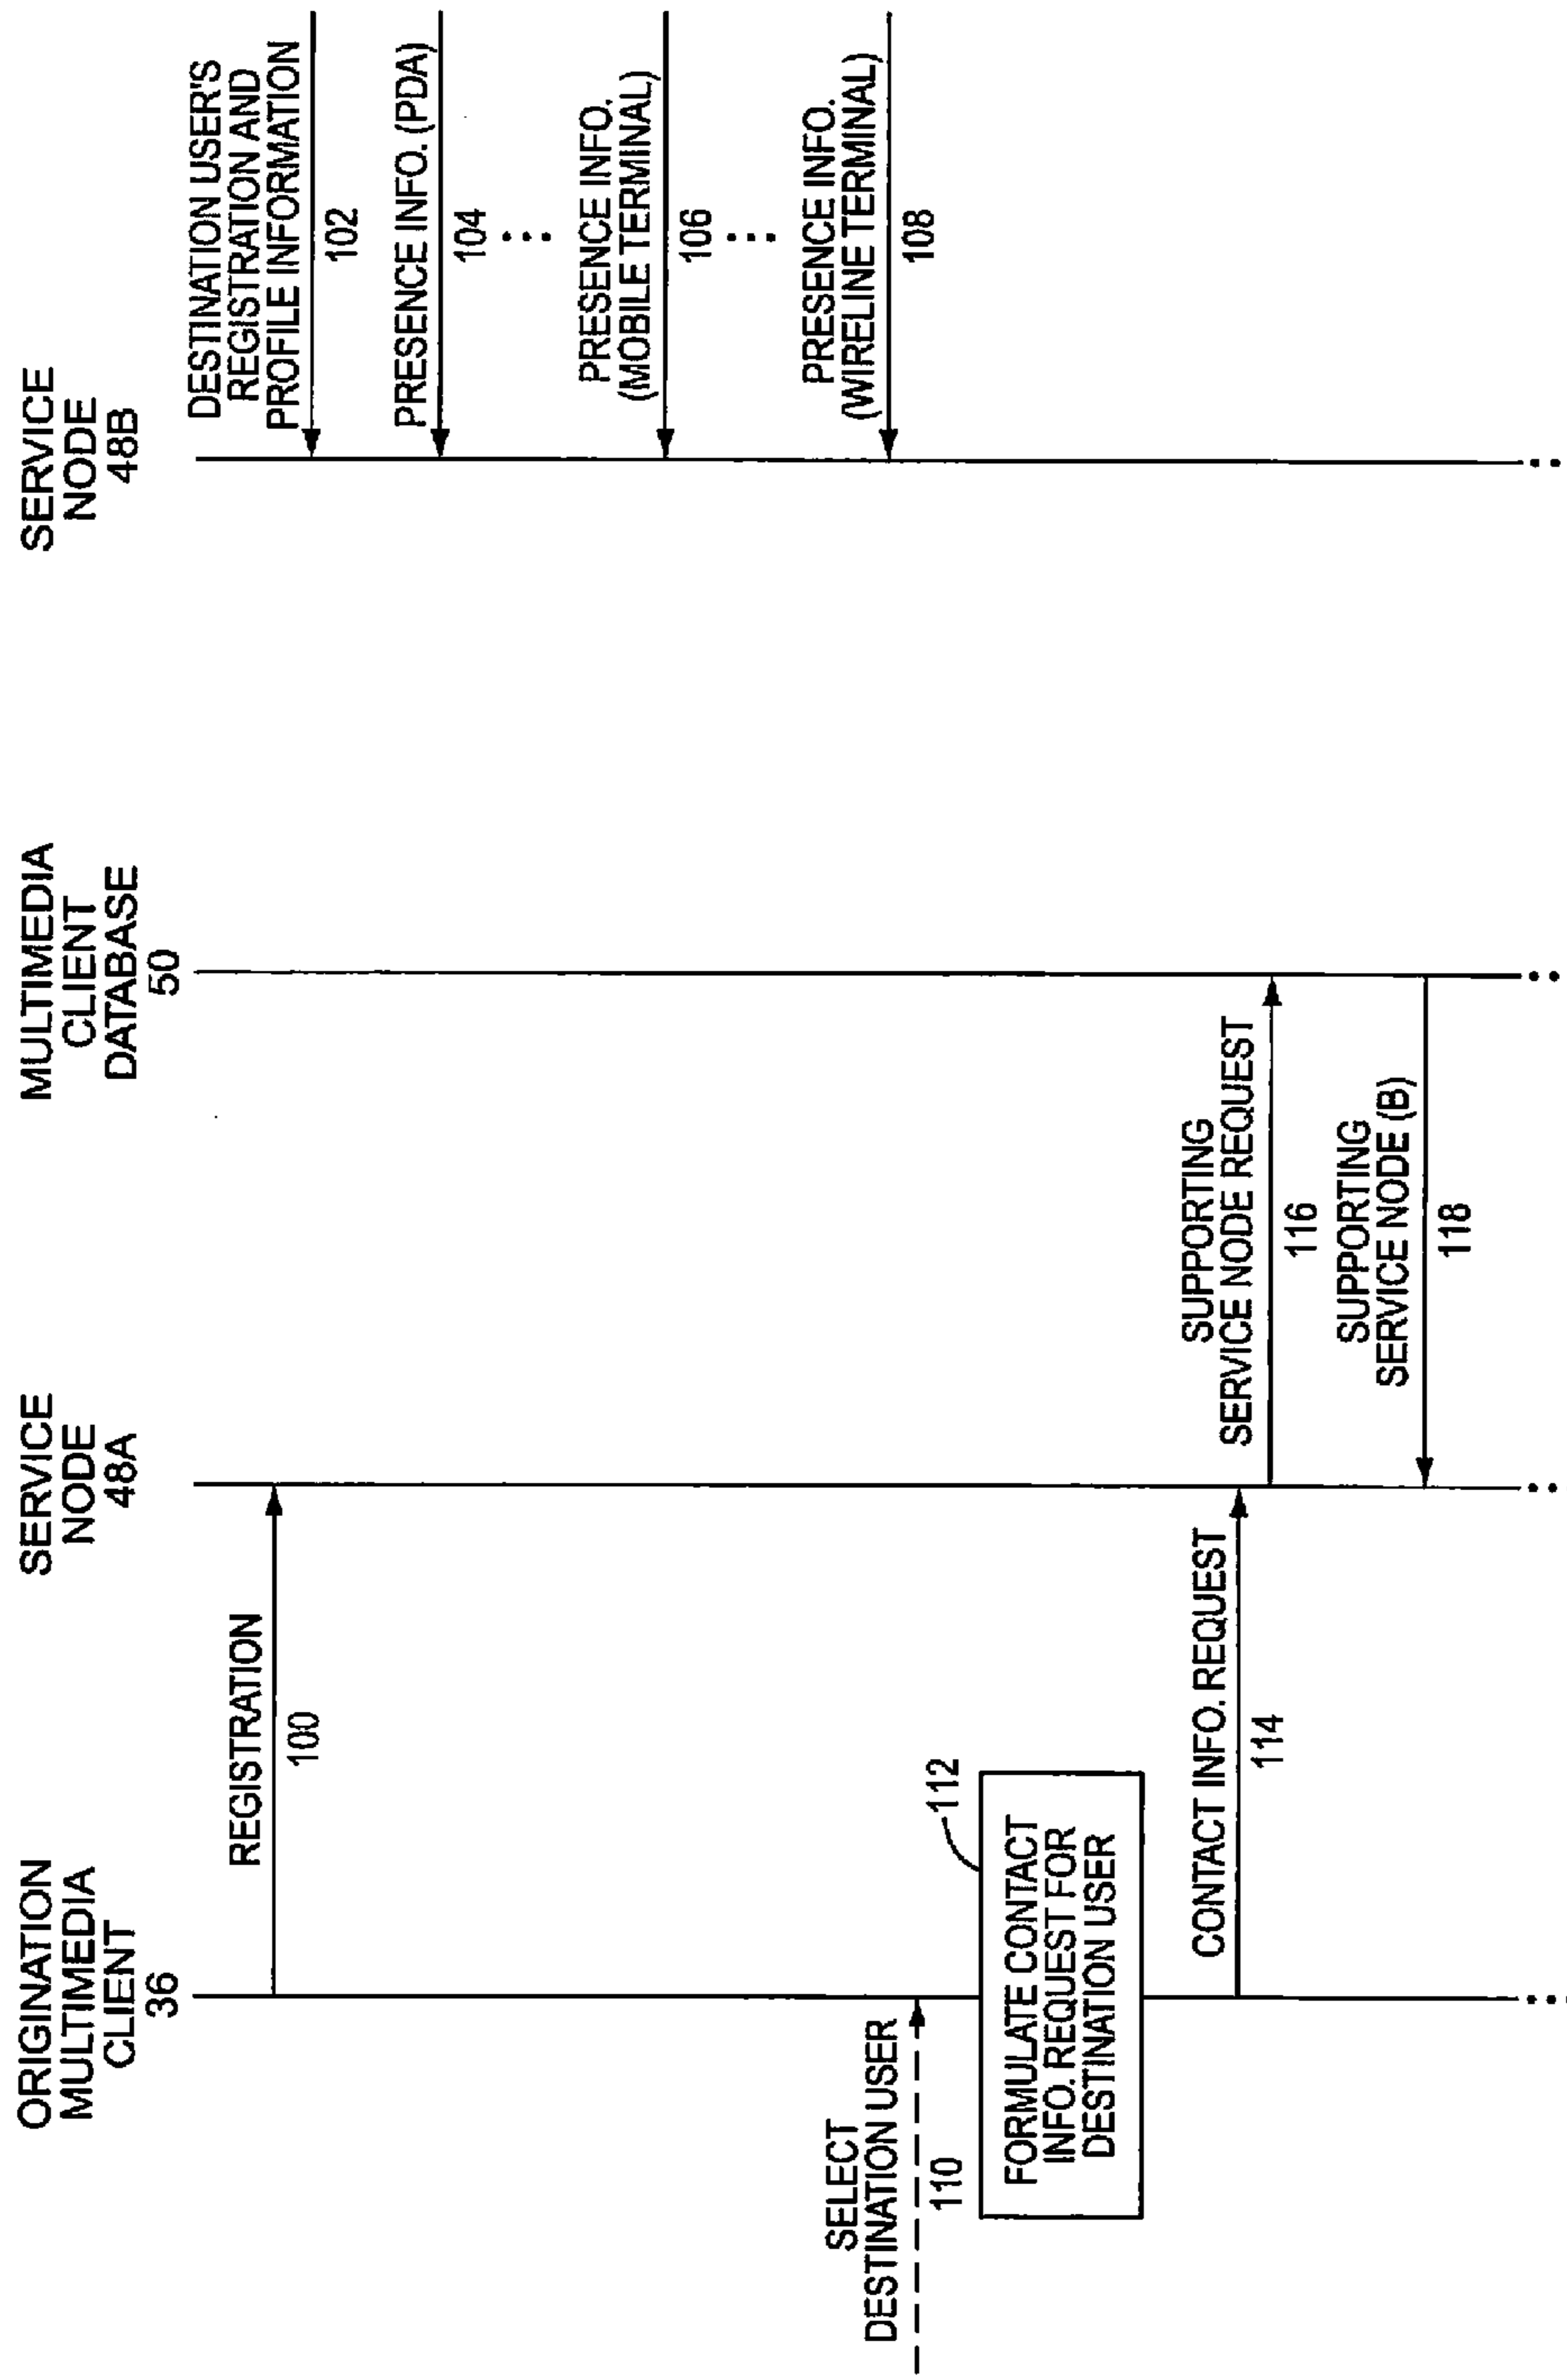 ORIGINATION
MULTIMEDIA
CLIENT
36
SERVICE
NODE
48A
MULTIMEDIA
CLIENT
DATABASE
50
SERVICE
NODE
48B
REGISTRATION
100
DESTINATION USER'S
REGISTRATION AND
PROFILE INFORMATION
102
PRESENCE INFO. (PDA)
104
PRESENCE INFO.
(MOBILE TERMINAL)
106
PRESENCE INFO.
(WIRELINE TERMINAL)
108
SELECT
DESTINATION USER
110
112
FORMULATE CONTACT
INFO. REQUEST FOR
DESTINATION USER
CONTACT INFO. REQUEST
114
SUPPORTING
SERVICE NODE REQUEST
116
SUPPORTING
SERVICE NODE (B)
118